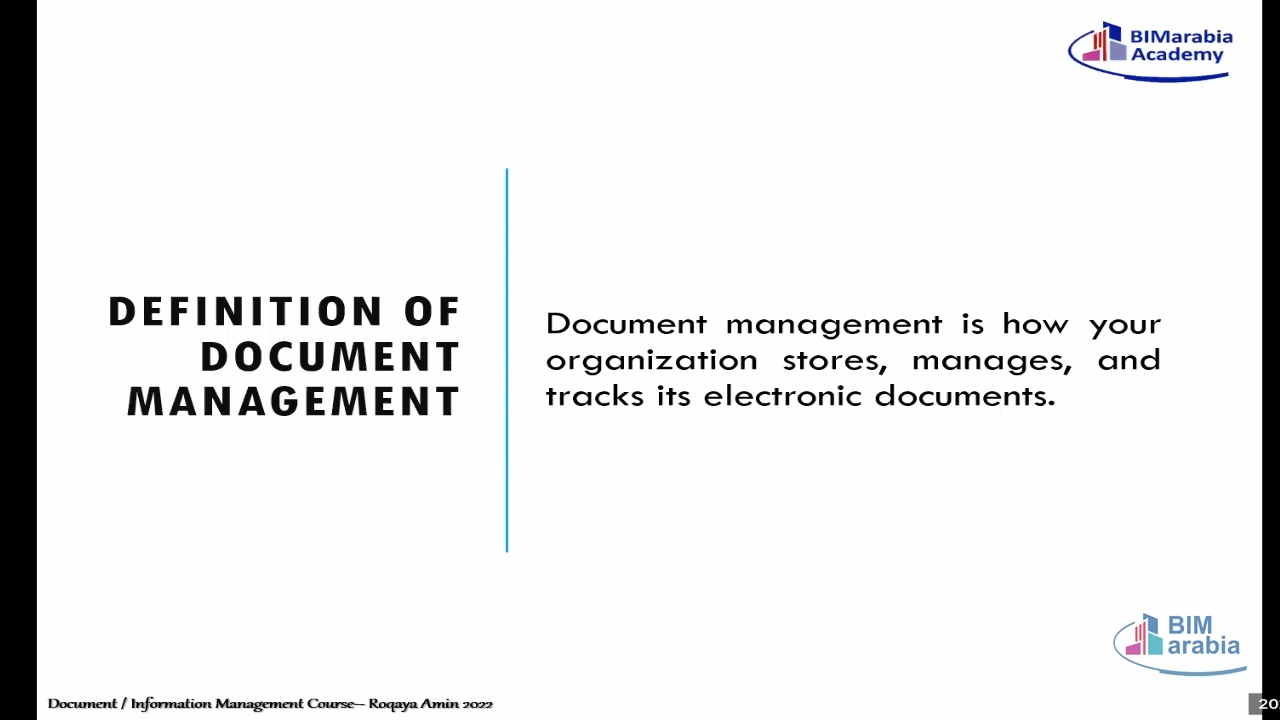 BIMarabia
Academy
DEFINITION OF
DOCUMENT
MANAGEMENT
Document management is how your
organization stores, manages, and
tracks its electronic documents.
BIM
arabia
Document / Information Management Course-- Roqaya Amin 2022
20